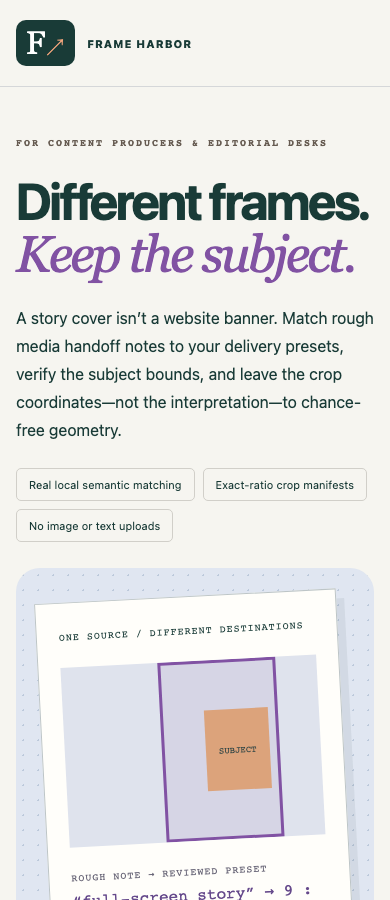 F↗ FRAME HARBOR
FOR CONTENT PRODUCERS & EDITORIAL DESKS
Different frames.
Keep the subject.
A story cover isn’t a website banner. Match rough
media handoff notes to your delivery presets,
verify the subject bounds, and leave the crop
coordinates—not the interpretation—to chance-
free geometry.
Real local semantic matching
Exact-ratio crop manifests
No image or text uploads
ONE SOURCE / DIFFERENT DESTINATIONS
SUBJECT
ROUGH NOTE → REVIEWED PRESET
“full-screen story” → 9 :